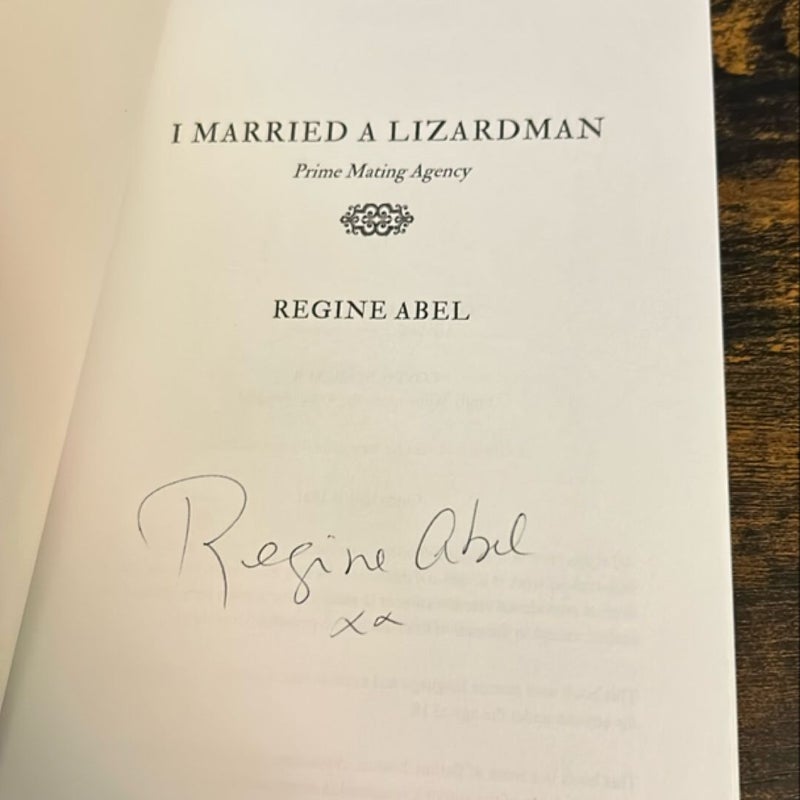 I MARRIED A LIZARDMAN
Prime Mating Agency
REGINE ABEL
Regine Abel
xx